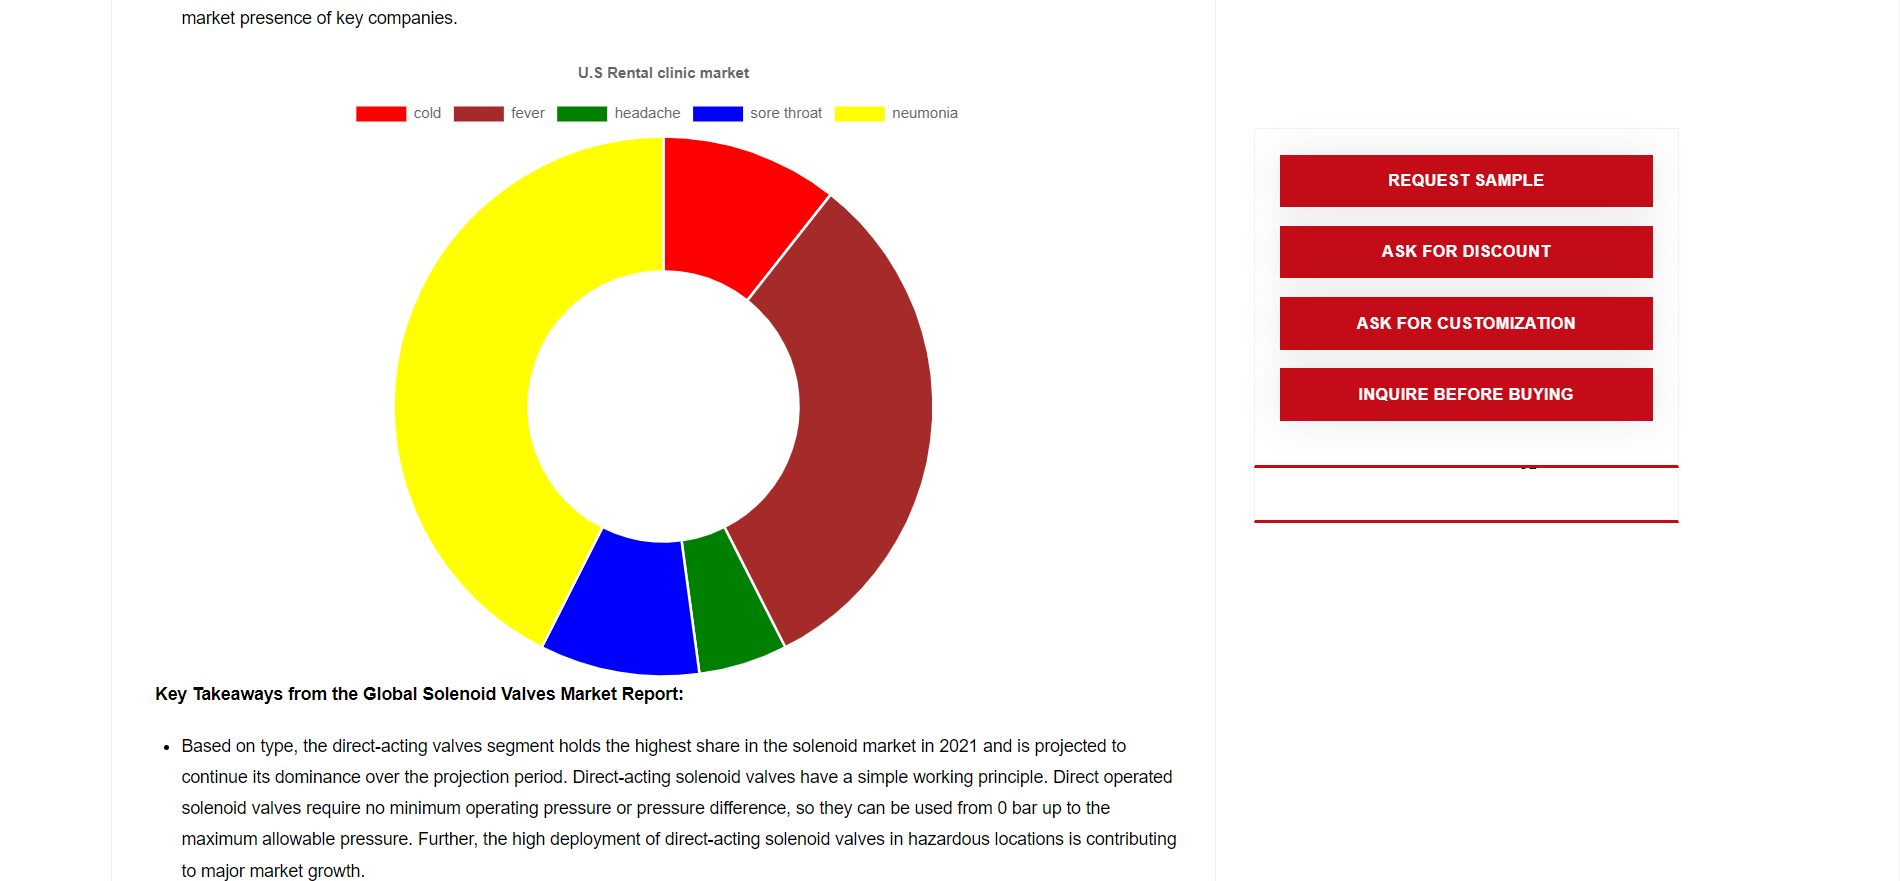 market presence of key companies.
U.S Rental clinic market
cold fever headache sore throat neumonia
Key Takeaways from the Global Solenoid Valves Market Report:
Based on type, the direct-acting valves segment holds the highest share in the solenoid market in 2021 and is projected to
continue its dominance over the projection period. Direct-acting solenoid valves have a simple working principle. Direct operated
solenoid valves require no minimum operating pressure or pressure difference, so they can be used from 0 bar up to the
maximum allowable pressure. Further, the high deployment of direct-acting solenoid valves in hazardous locations is contributing
to major market growth.
REQUEST SAMPLE
ASK FOR DISCOUNT
ASK FOR CUSTOMIZATION
INQUIRE BEFORE BUYING